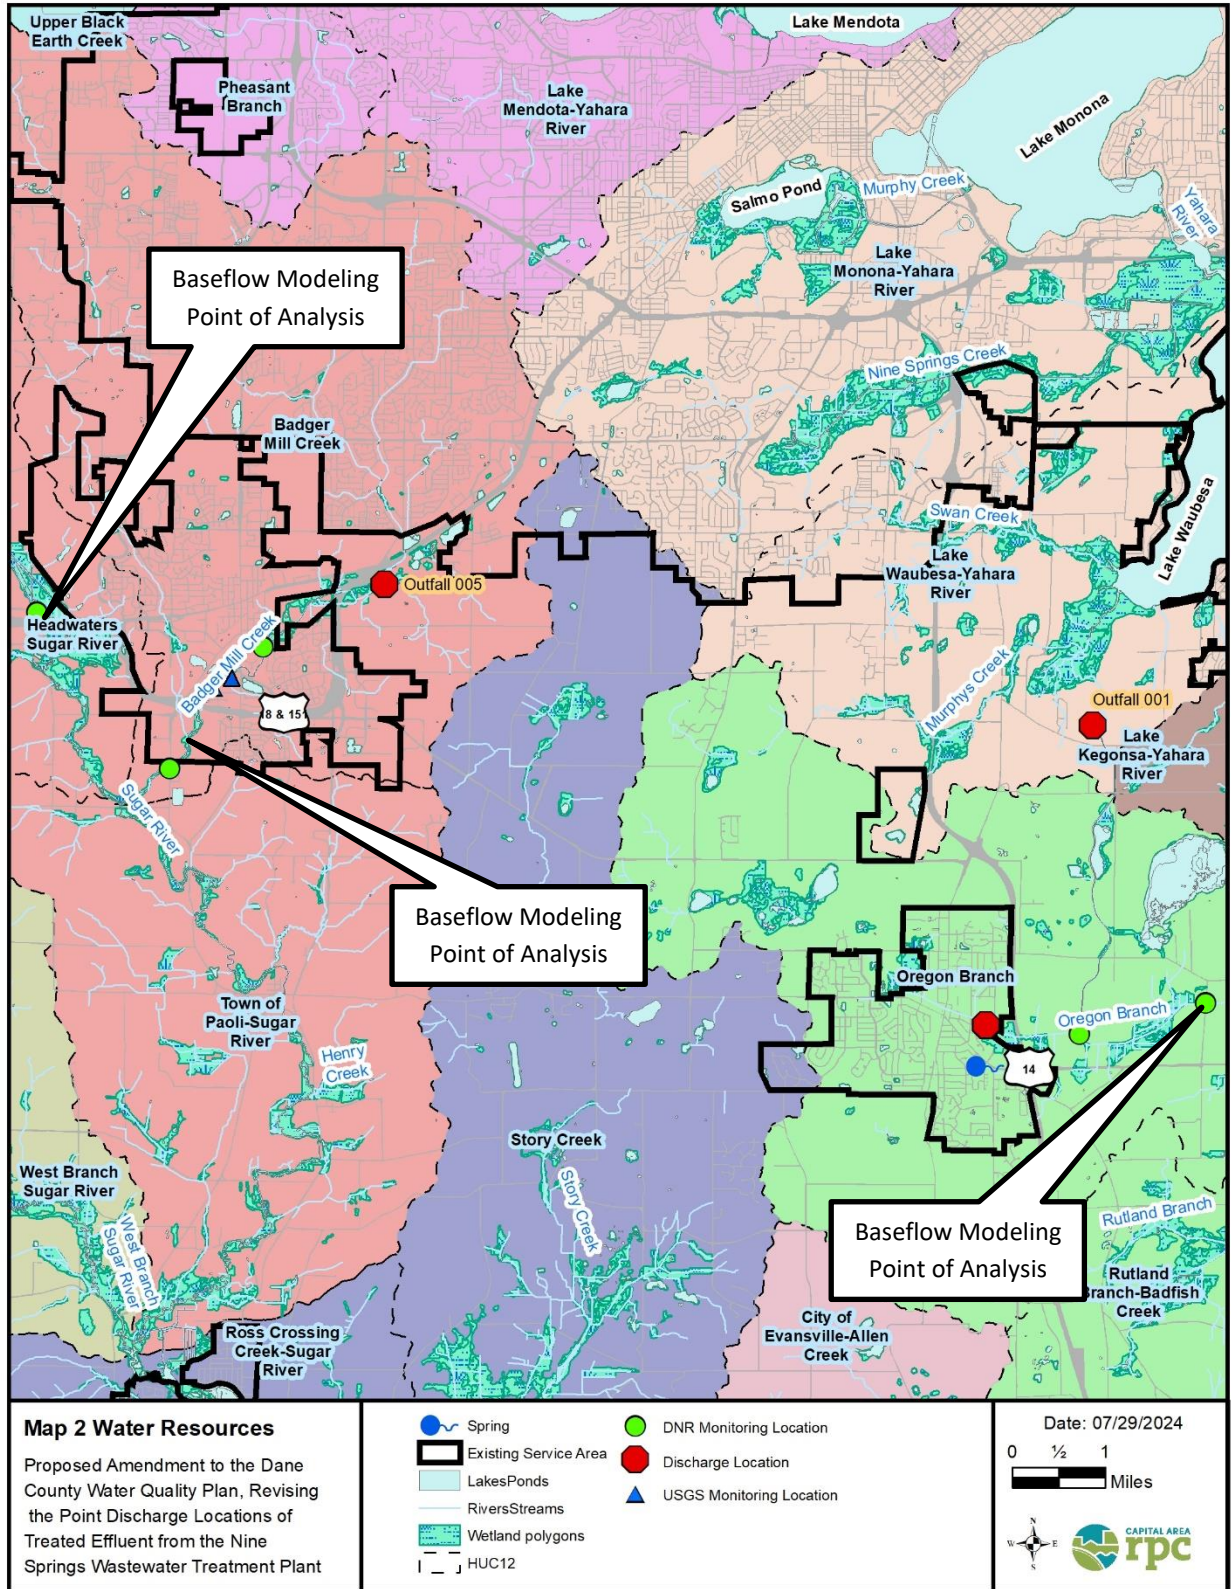 Upper Black
Earth Creek
Lake Mendota
Pheasant
Branch
Lake
Mendota-Yahara
River
Lake Monona
Salmo Pond
Murphy Creek
Yahara
River
Lake
Monona-Yahara
River
Baseflow Modeling
Point of Analysis
Nine Springs Creek
Badger
Mill Creek
Swan Creek
Lake Waubesa
Lake
Waubesa-Yahara
River
Outfall 005
Headwaters
Sugar River
Badger Mill Creek
8 & 151
Murphys Creek
Outfall 001
Lake
Kegonsa-Yahara
River
Sugar River
Baseflow Modeling
Point of Analysis
Oregon Branch
Oregon Branch
Town of
Paoli-Sugar
River
Henry
Creek
14
Story Creek
Story Creek
West Branch
Sugar River
West Branch
Sugar River
Baseflow Modeling
Point of Analysis
Rutland Branch
Rutland
Branch-Badfish
Creek
City of
Evansville-Allen
Creek
Ross Crossing
Creek-Sugar
River
Map 2 Water Resources
Proposed Amendment to the Dane
County Water Quality Plan, Revising
the Point Discharge Locations of
Treated Effluent from the Nine
Springs Wastewater Treatment Plant
Spring
Existing Service Area
LakesPonds
RiversStreams
Wetland polygons
HUC12
DNR Monitoring Location
Discharge Location
USGS Monitoring Location
Date: 07/29/2024
0 ½ 1
Miles
N
W E
S
CAPITAL AREA
rpc